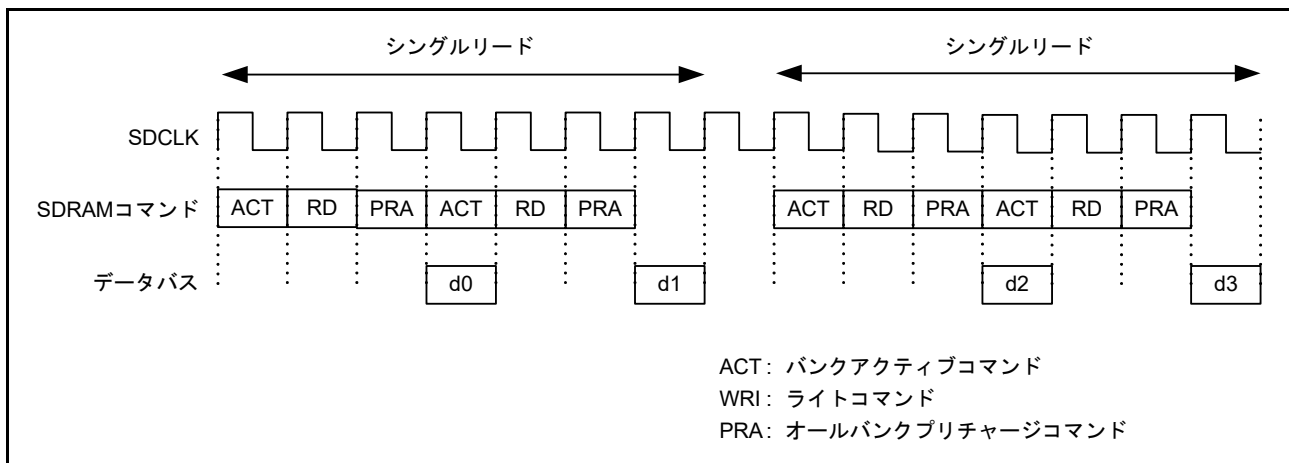 シングルリード シングルリード
SDCLK
SDRAMコマンド ACT RD PRA ACT RD PRA ACT RD PRA ACT RD PRA
データバス d0 d1 d2 d3
ACT : バンクアクティブコマンド
WRI : ライトコマンド
PRA : オールバンクプリチャージコマンド